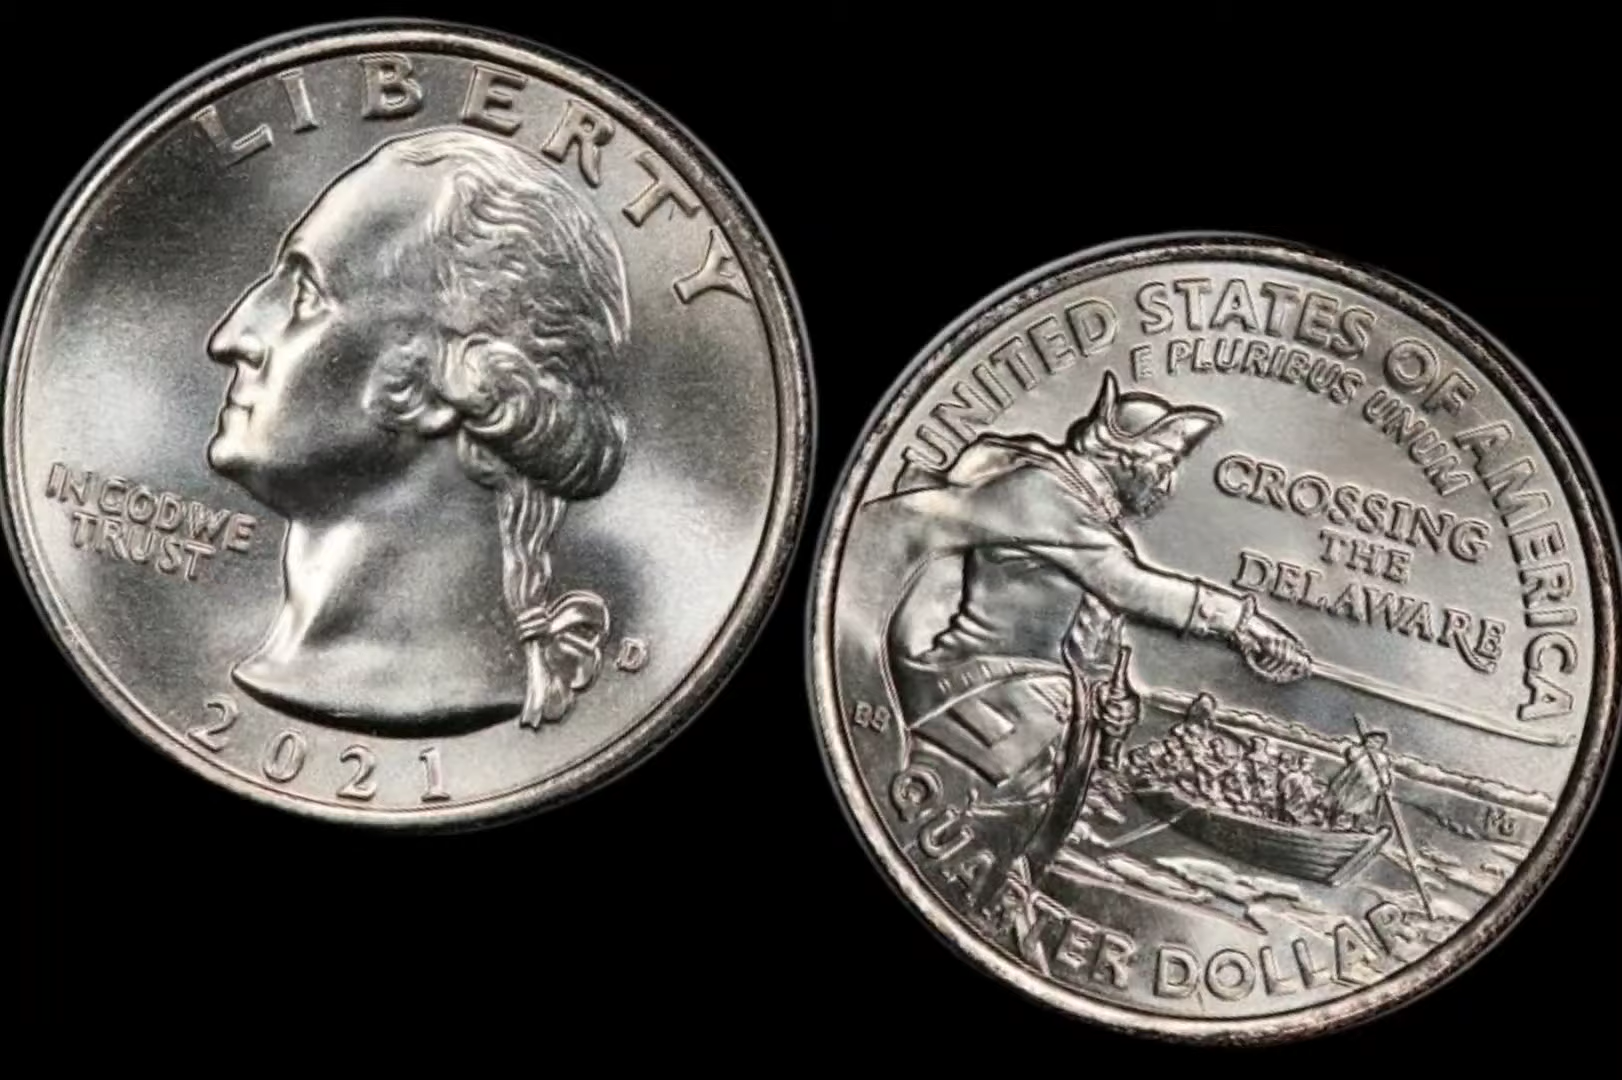 LIBERTY
IN GOD WE
TRUST
D
2021
UNITED STATES OF AMERICA
E PLURIBUS UNUM
CROSSING
THE
DELAWARE
BB
QUARTER DOLLAR